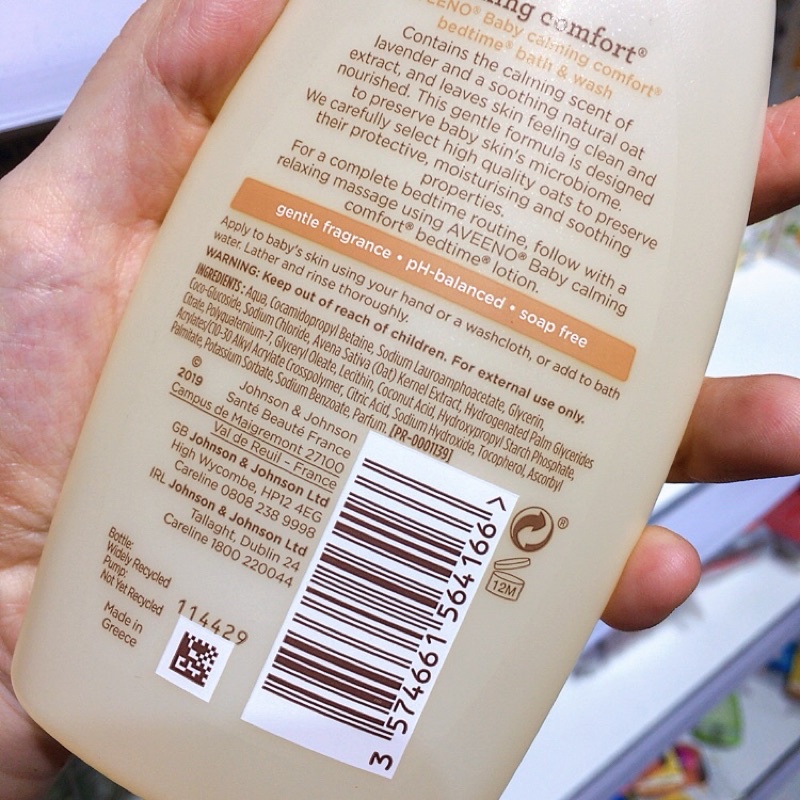 ing comfort®
AVEENO® Baby calming comfort®
bedtime® bath & wash
Contains the calming scent of
lavender and a soothing natural oat
extract, and leaves skin feeling clean and
nourished. This gentle formula is designed
to preserve baby skin's microbiome.
We carefully select high quality oats to preserve
their protective, moisturising and soothing
properties.
For a complete bedtime routine, follow with a
relaxing massage using AVEENO® Baby calming
comfort® bedtime® lotion.
gentle fragrance • pH-balanced • soap free
Apply to baby's skin using your hand or a washcloth, or add to bath
water. Lather and rinse thoroughly.
WARNING: Keep out of reach of children. For external use only.
INGREDIENTS: Aqua, Cocamidopropyl Betaine, Sodium Lauroamphoacetate, Glycerin,
Coco-Glucoside, Sodium Chloride, Avena Sativa (Oat) Kernel Extract, Hydrogenated Palm Glycerides
Citrate, Polyquaternium-7, Glyceryl Oleate, Lecithin, Coconut Acid, Hydroxypropyl Starch Phosphate,
Acrylates/C10-30 Alkyl Acrylate Crosspolymer, Citric Acid, Sodium Hydroxide, Tocopherol, Ascorbyl
Palmitate, Potassium Sorbate, Sodium Benzoate, Parfum. [PR-0001139]
©
2019
Johnson & Johnson
Santé Beauté France
Campus de Maigremont 27100
Val de Reuil - France
GB Johnson & Johnson Ltd
High Wycombe, HP12 4EG
Careline 0808 238 9998
IRL Johnson & Johnson Ltd
Tallaght, Dublin 24
Careline 1800 220044
Bottle:
Widely Recycled
Pump:
Not Yet Recycled
Made in
Greece
114429
3 574661 564166 >
®
12M